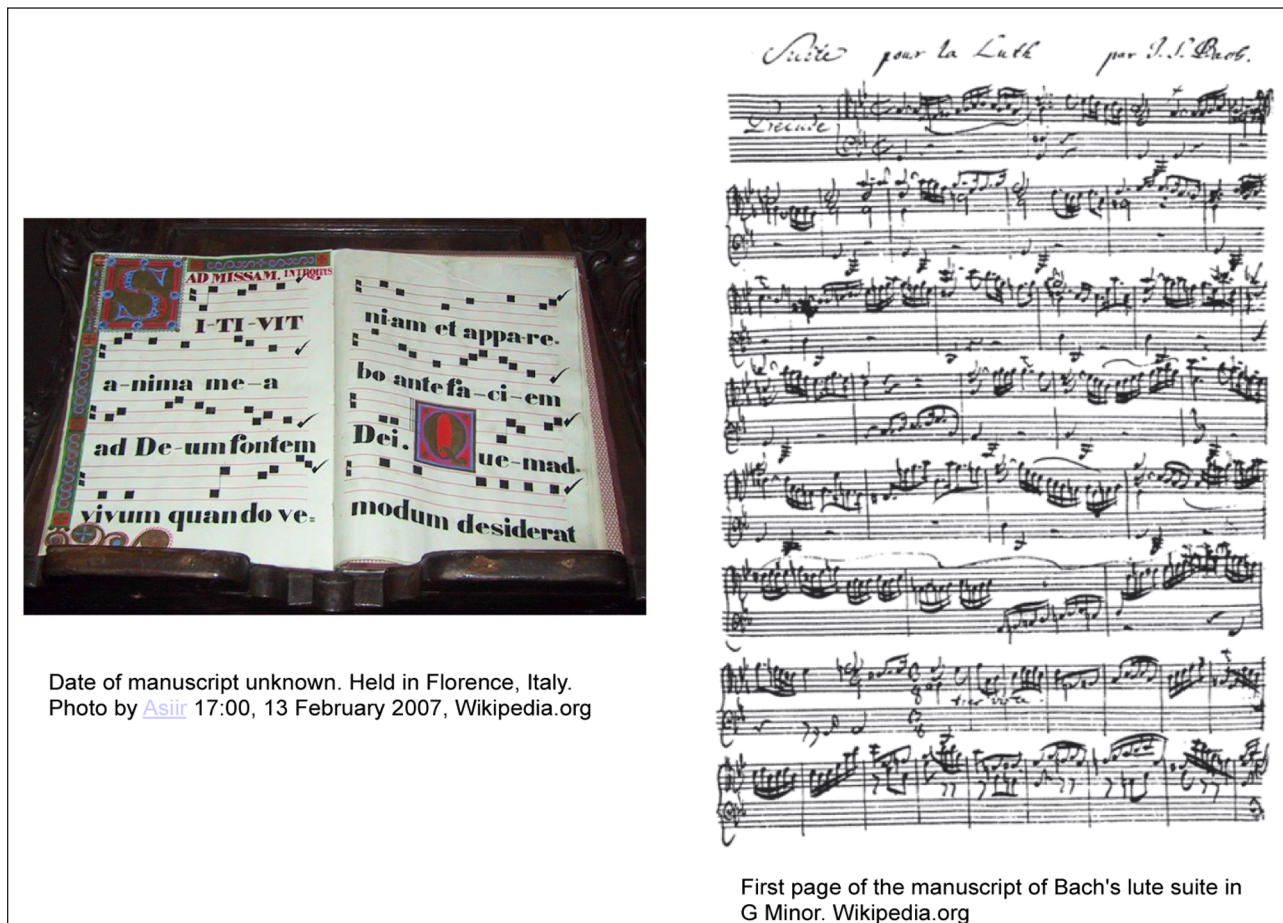 AD MISSAM. INTROITUS
S
I-TI-VIT
a-nima me-a
ad De-um fontem
vivum quando ve=
ni-am et appa-re-
bo ante fa-ci-em
Dei. Que-mad-
modum desiderat
Date of manuscript unknown. Held in Florence, Italy.
Photo by Asiir 17:00, 13 February 2007, Wikipedia.org
Suite pour la Luth par J. S. Bach.
Prelude
First page of the manuscript of Bach's lute suite in
G Minor. Wikipedia.org